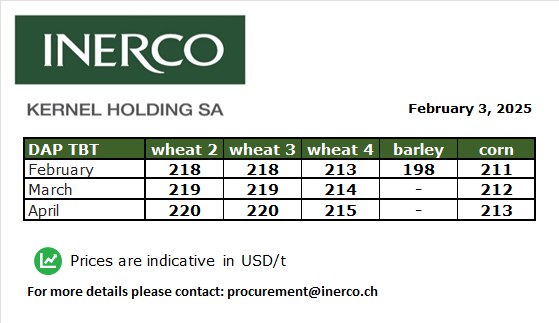 INERCO
KERNEL HOLDING SA
February 3, 2025
DAP TBT wheat 2 wheat 3 wheat 4 barley corn
February 218 218 213 198 211
March 219 219 214 - 212
April 220 220 215 - 213
Prices are indicative in USD/t
For more details please contact: procurement@inerco.ch